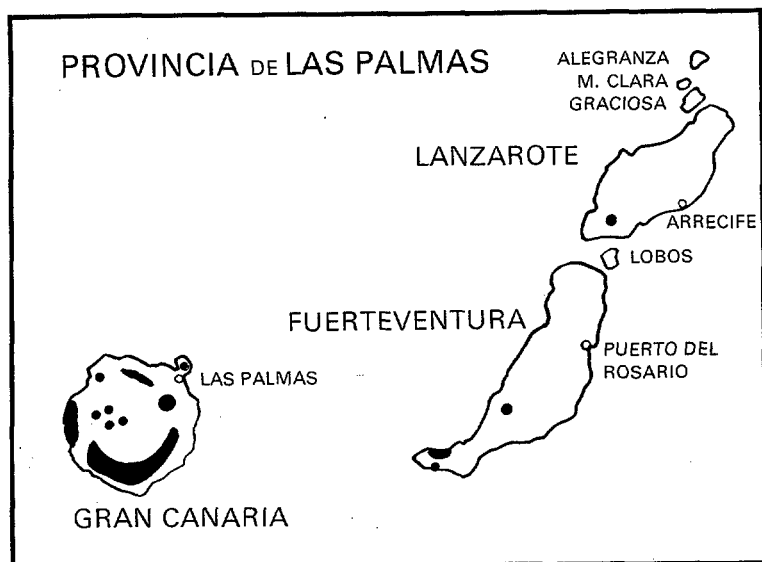 PROVINCIA DE LAS PALMAS
ALEGRANZA
M. CLARA
GRACIOSA
LANZAROTE
ARRECIFE
LOBOS
FUERTEVENTURA
PUERTO DEL
ROSARIO
LAS PALMAS
GRAN CANARIA